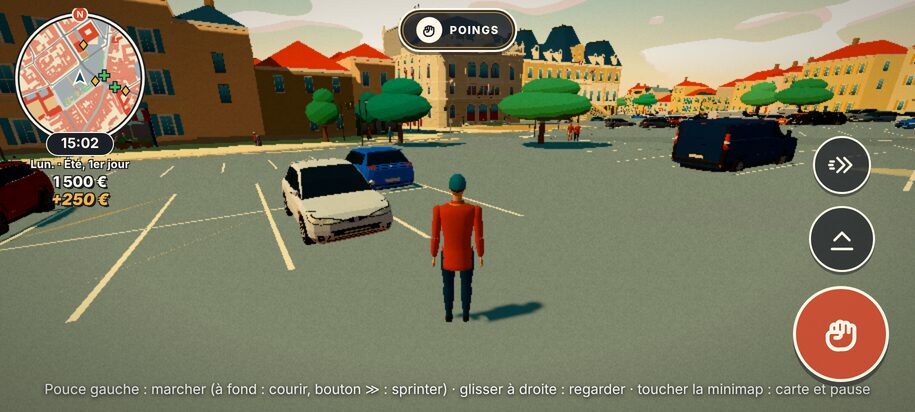 N
POINGS
15:02
Lun. · Été, 1er jour
1 500 €
+250 €
Pouce gauche : marcher (à fond : courir, bouton ≫ : sprinter) · glisser à droite : regarder · toucher la minimap : carte et pause